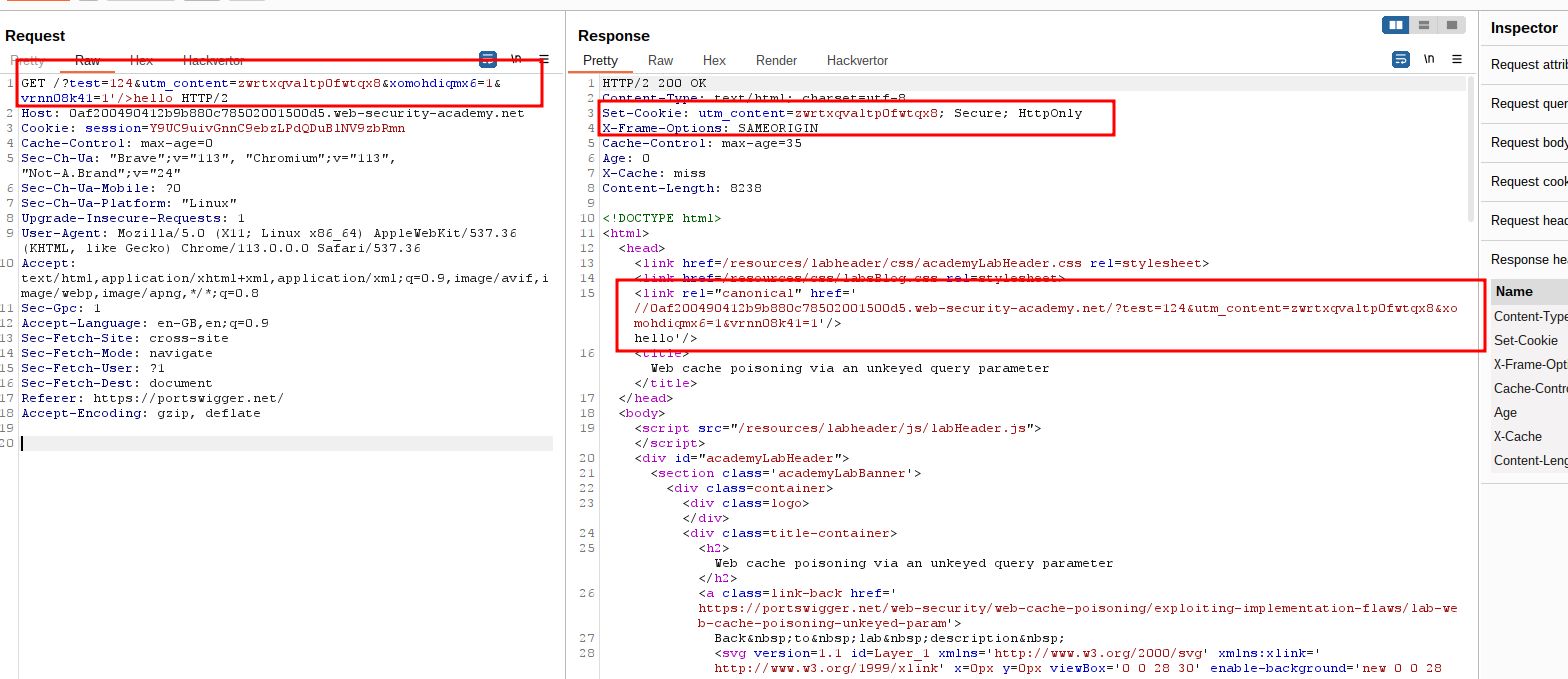 Request
Pretty Raw Hex Hackvertor \n
1 GET /?test=124&utm_content=zwrtxqvaltp0fwtqx8&xomohdiqmx6=1&
vrnn08k41=1'/>hello HTTP/2
2 Host: 0af200490412b9b880c78502001500d5.web-security-academy.net
3 Cookie: session=Y9UC9uivGnnC9ebzLPdQDuBlNV9zbRmn
4 Cache-Control: max-age=0
5 Sec-Ch-Ua: "Brave";v="113", "Chromium";v="113",
"Not-A.Brand";v="24"
6 Sec-Ch-Ua-Mobile: ?0
7 Sec-Ch-Ua-Platform: "Linux"
8 Upgrade-Insecure-Requests: 1
9 User-Agent: Mozilla/5.0 (X11; Linux x86_64) AppleWebKit/537.36
(KHTML, like Gecko) Chrome/113.0.0.0 Safari/537.36
10 Accept:
text/html,application/xhtml+xml,application/xml;q=0.9,image/avif,i
mage/webp,image/apng,*/*;q=0.8
11 Sec-Gpc: 1
12 Accept-Language: en-GB,en;q=0.9
13 Sec-Fetch-Site: cross-site
14 Sec-Fetch-Mode: navigate
15 Sec-Fetch-User: ?1
16 Sec-Fetch-Dest: document
17 Referer: https://portswigger.net/
18 Accept-Encoding: gzip, deflate
19
20
Response
Pretty Raw Hex Render Hackvertor \n
1 HTTP/2 200 OK
2 Content-Type: text/html; charset=utf-8
3 Set-Cookie: utm_content=zwrtxqvaltp0fwtqx8; Secure; HttpOnly
4 X-Frame-Options: SAMEORIGIN
5 Cache-Control: max-age=35
6 Age: 0
7 X-Cache: miss
8 Content-Length: 8238
9
10 <!DOCTYPE html>
11 <html>
12 <head>
13 <link href=/resources/labheader/css/academyLabHeader.css rel=stylesheet>
14 <link href=/resources/css/labsBlog.css rel=stylesheet>
15 <link rel="canonical" href='
//0af200490412b9b880c78502001500d5.web-security-academy.net/?test=124&utm_content=zwrtxqvaltp0fwtqx8&xo
mohdiqmx6=1&vrnn08k41=1'/>
hello'/>
16 <title>
Web cache poisoning via an unkeyed query parameter
</title>
17 </head>
18 <body>
19 <script src="/resources/labheader/js/labHeader.js">
</script>
20 <div id="academyLabHeader">
21 <section class='academyLabBanner'>
22 <div class=container>
23 <div class=logo>
</div>
24 <div class=title-container>
25 <h2>
Web cache poisoning via an unkeyed query parameter
</h2>
26 <a class=link-back href='
https://portswigger.net/web-security/web-cache-poisoning/exploiting-implementation-flaws/lab-we
b-cache-poisoning-unkeyed-param'>
27 Back&nbsp;to&nbsp;lab&nbsp;description&nbsp;
28 <svg version=1.1 id=Layer_1 xmlns='http://www.w3.org/2000/svg' xmlns:xlink='
http://www.w3.org/1999/xlink' x=0px y=0px viewBox='0 0 28 30' enable-background='new 0 0 28
Inspector
Request attrib
Request quer
Request body
Request cook
Request head
Response he
Name
Content-Type
Set-Cookie
X-Frame-Opti
Cache-Contro
Age
X-Cache
Content-Leng